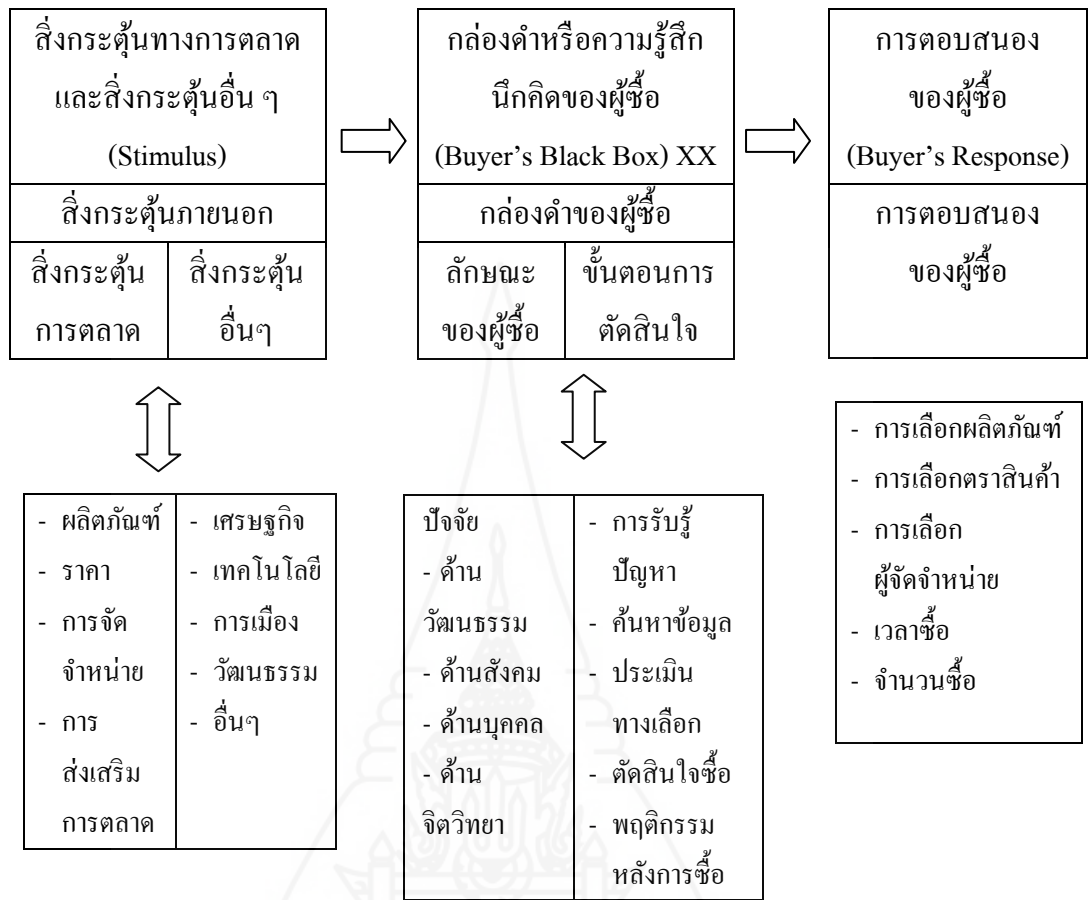 สิ่งกระตุ้นทางการตลาด
และสิ่งกระตุ้นอื่น ๆ
(Stimulus)
สิ่งกระตุ้นภายนอก
สิ่งกระตุ้น
การตลาด
สิ่งกระตุ้น
อื่นๆ
กล่องดำหรือความรู้สึก
นึกคิดของผู้ซื้อ
(Buyer's Black Box) XX
กล่องดำของผู้ซื้อ
ลักษณะ
ของผู้ซื้อ
ขั้นตอนการ
ตัดสินใจ
การตอบสนอง
ของผู้ซื้อ
(Buyer's Response)
การตอบสนอง
ของผู้ซื้อ
- ผลิตภัณฑ์
- ราคา
- การจัด
จำหน่าย
- การ
ส่งเสริม
การตลาด
- เศรษฐกิจ
- เทคโนโลยี
- การเมือง
- วัฒนธรรม
- อื่นๆ
ปัจจัย
- ด้าน
วัฒนธรรม
- ด้านสังคม
- ด้านบุคคล
- ด้าน
จิตวิทยา
- การรับรู้
ปัญหา
- ค้นหาข้อมูล
- ประเมิน
ทางเลือก
- ตัดสินใจซื้อ
- พฤติกรรม
หลังการซื้อ
- การเลือกผลิตภัณฑ์
- การเลือกตราสินค้า
- การเลือก
ผู้จัดจำหน่าย
- เวลาซื้อ
- จำนวนซื้อ